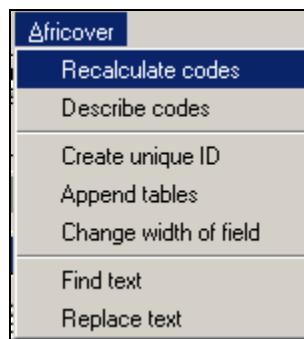 Africover
Recalculate codes
Describe codes
Create unique ID
Append tables
Change width of field
Find text
Replace text